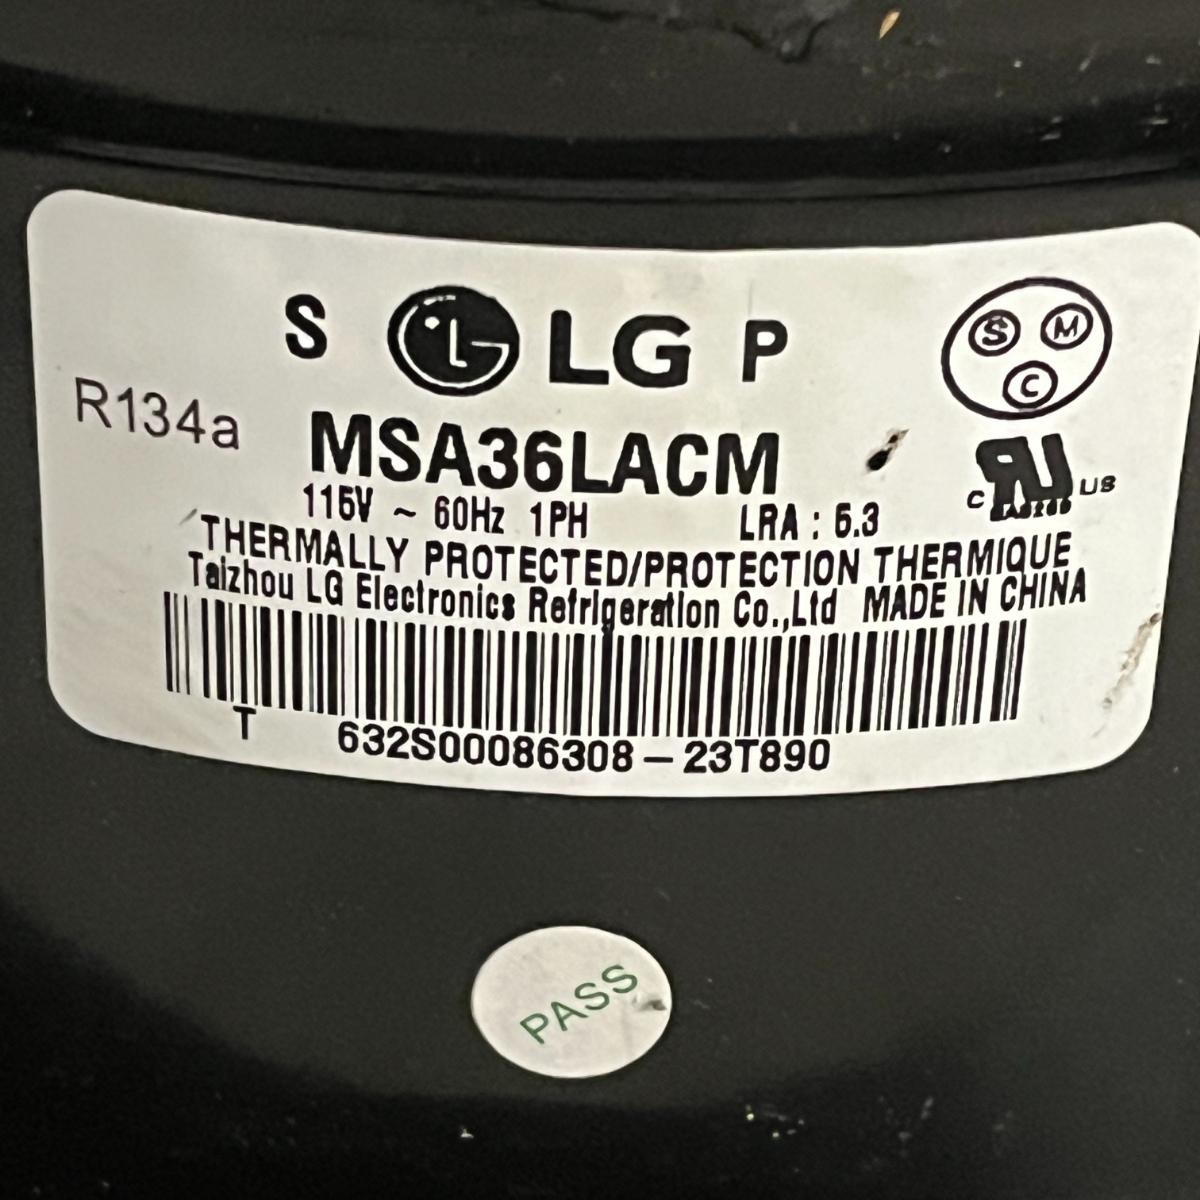 S LG P
S M
C
R134a
MSA36LACM
C US
115V ~ 60Hz 1PH LRA : 5.3
THERMALLY PROTECTED/PROTECTION THERMIQUE
Taizhou LG Electronics Refrigeration Co.,Ltd MADE IN CHINA
T 632S00086308-23T890
PASS